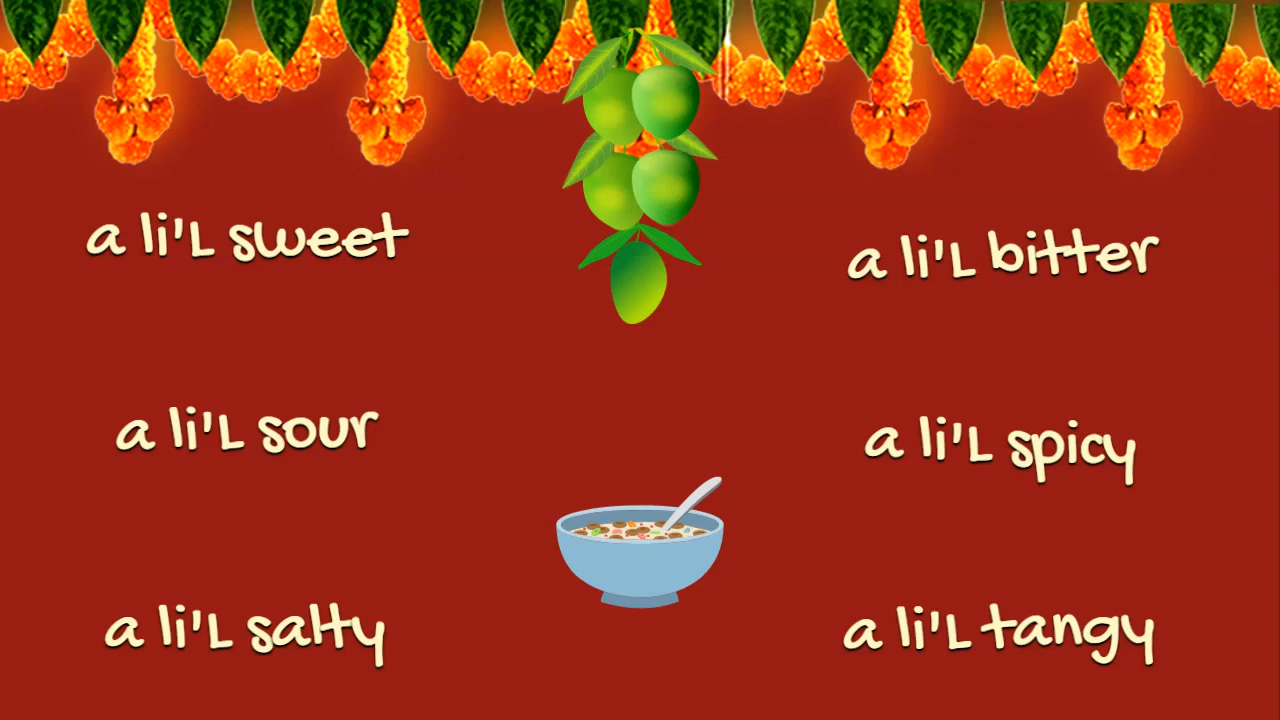 a li'l sweet
a li'l bitter
a li'l sour
a li'l spicy
a li'l salty
a li'l tangy